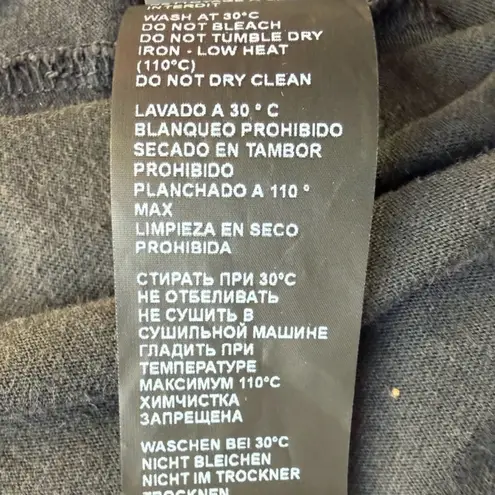 INTERDIT
WASH AT 30°C
DO NOT BLEACH
DO NOT TUMBLE DRY
IRON - LOW HEAT
(110°C)
DO NOT DRY CLEAN
LAVADO A 30 ° C
BLANQUEO PROHIBIDO
SECADO EN TAMBOR
PROHIBIDO
PLANCHADO A 110 °
MAX
LIMPIEZA EN SECO
PROHIBIDA
СТИРАТЬ ПРИ 30°C
НЕ ОТБЕЛИВАТЬ
НЕ СУШИТЬ В
СУШИЛЬНОЙ МАШИНЕ
ГЛАДИТЬ ПРИ
ТЕМПЕРАТУРЕ
МАКСИМУМ 110°C
ХИМЧИСТКА
ЗАПРЕЩЕНА
WASCHEN BEI 30°C
NICHT BLEICHEN
NICHT IM TROCKNER
TROCKNEN